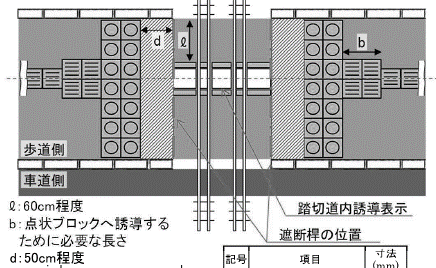 d
ℓ
b
歩道側
車道側
踏切道内誘導表示
遮断桿の位置
ℓ:60cm程度
b:点状ブロックへ誘導する
ために必要な長さ
d:50cm程度
記号 項目 寸法
(mm)